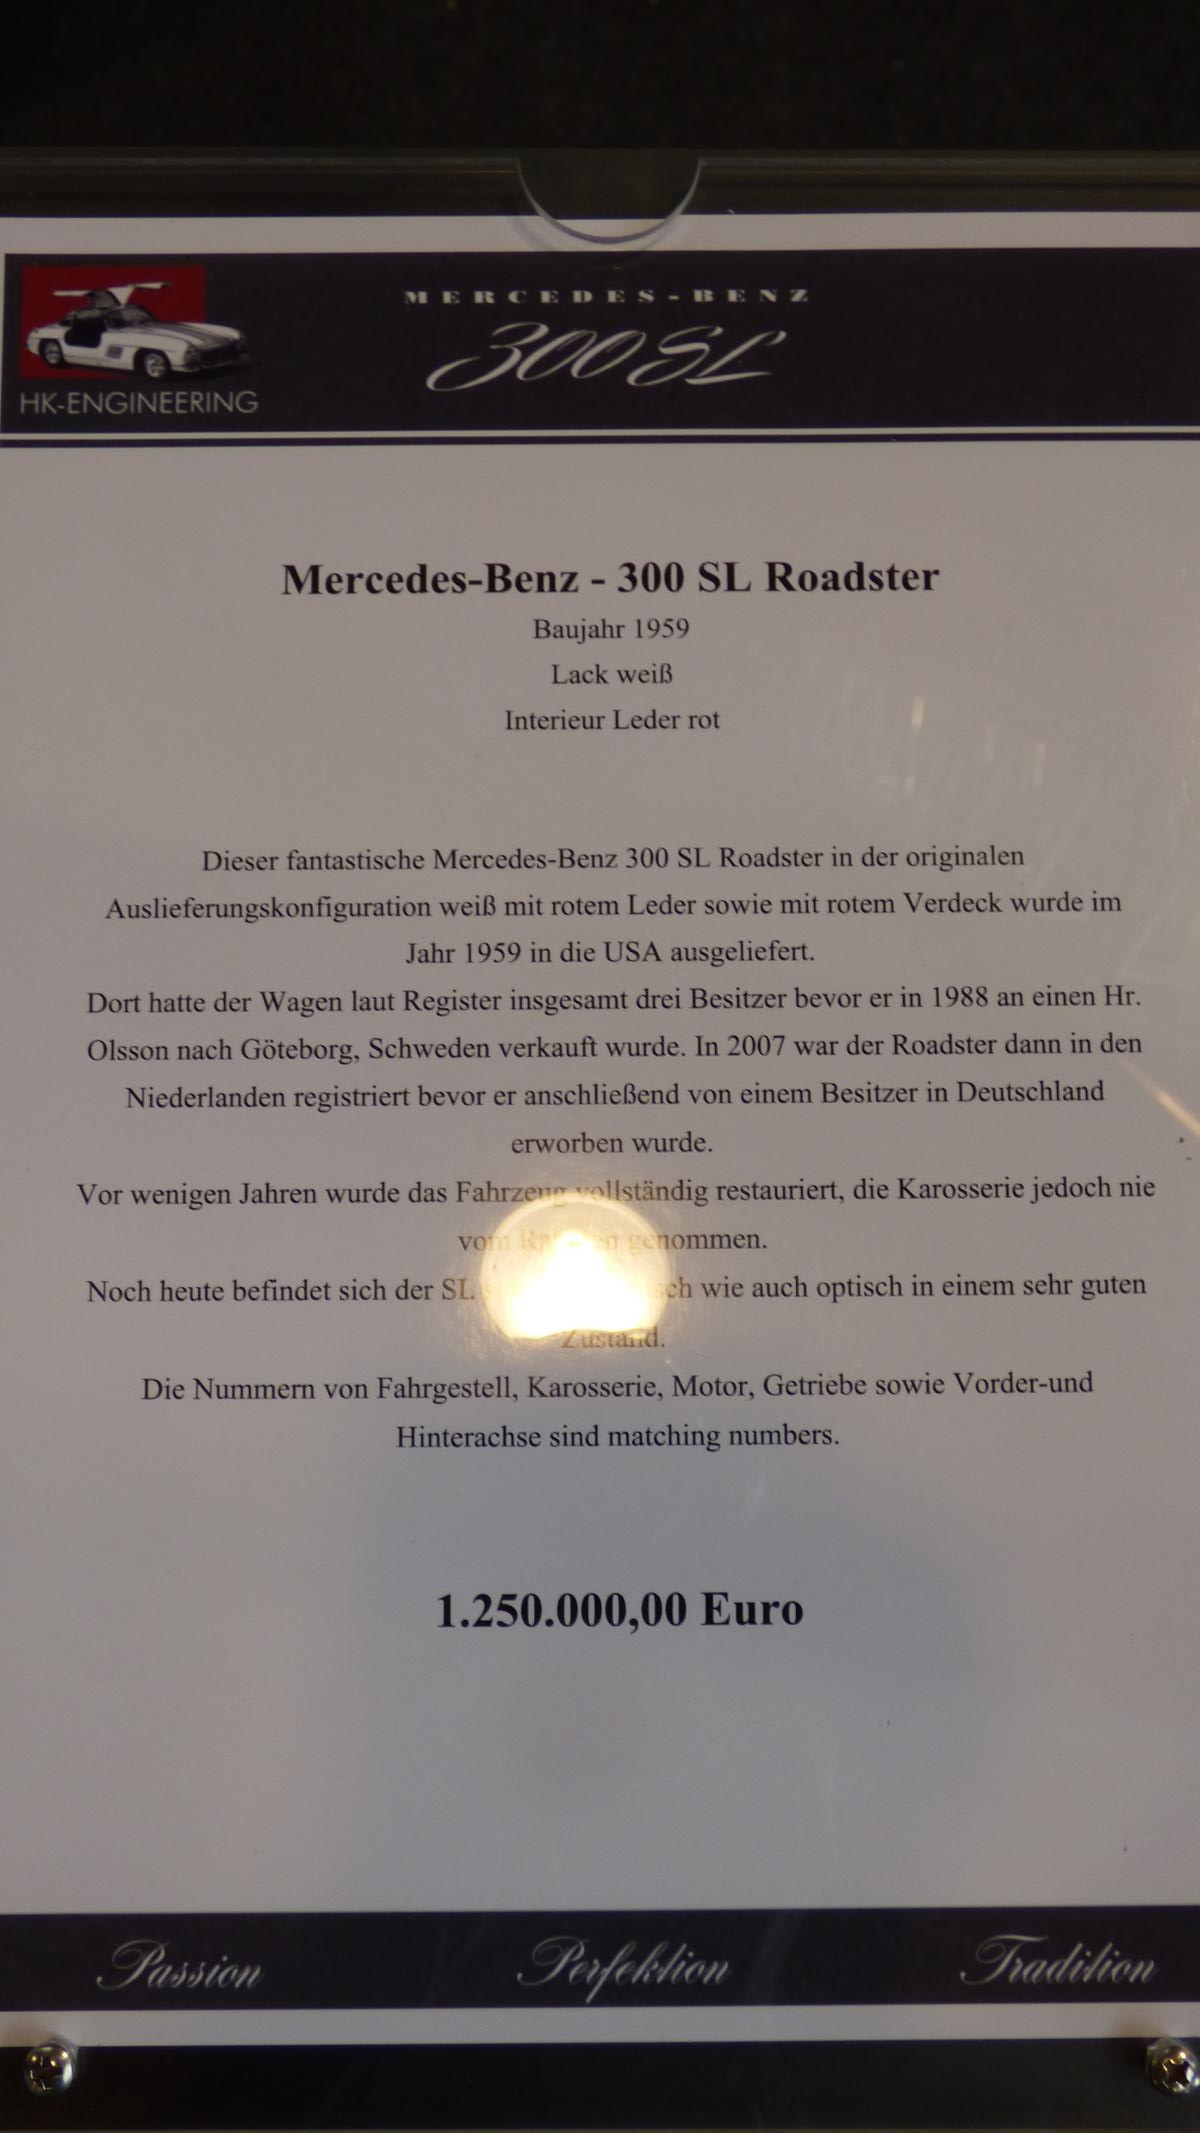 MERCEDES-BENZ
300SL
HK-ENGINEERING
Mercedes-Benz - 300 SL Roadster
Baujahr 1959
Lack weiß
Interieur Leder rot
Dieser fantastische Mercedes-Benz 300 SL Roadster in der originalen
Auslieferungskonfiguration weiß mit rotem Leder sowie mit rotem Verdeck wurde im
Jahr 1959 in die USA ausgeliefert.
Dort hatte der Wagen laut Register insgesamt drei Besitzer bevor er in 1988 an einen Hr.
Olsson nach Göteborg, Schweden verkauft wurde. In 2007 war der Roadster dann in den
Niederlanden registriert bevor er anschließend von einem Besitzer in Deutschland
erworben wurde.
Vor wenigen Jahren wurde das Fahrzeug vollständig restauriert, die Karosserie jedoch nie
vom genommen.
Noch heute befindet sich der SL wie auch optisch in einem sehr guten
Zustand.
Die Nummern von Fahrgestell, Karosserie, Motor, Getriebe sowie Vorder-und
Hinterachse sind matching numbers.
1.250.000,00 Euro
Passion Perfektion Tradition